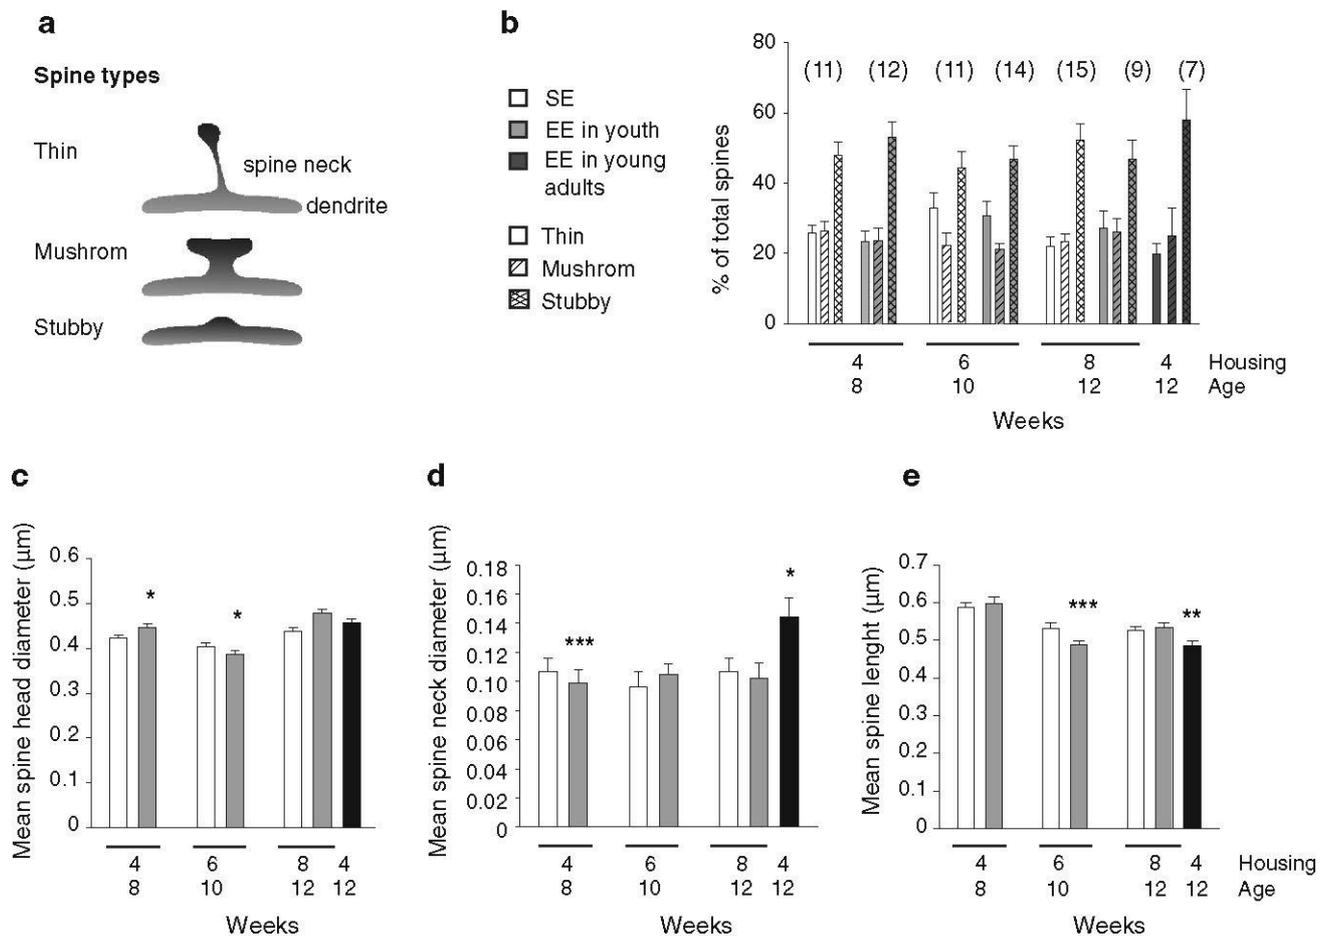 a
Spine types
Thin
spine neck
dendrite
Mushrom
Stubby
b
SE
EE in youth
EE in young
adults
Thin
Mushrom
Stubby
% of total spines
80
60
40
20
0
(11) (12) (11) (14) (15) (9) (7)
4 6 8 4 Housing
8 10 12 12 Age
Weeks
c
Mean spine head diameter (µm)
0.6
0.5
0.4
0.3
0.2
0.1
0
* *
4 6 8 4
8 10 12 12
Weeks
d
Mean spine neck diameter (µm)
0.18
0.16
0.14
0.12
0.10
0.08
0.06
0.04
0.02
0
*** *
4 6 8 4
8 10 12 12
Weeks
e
Mean spine lenght (µm)
0.7
0.6
0.5
0.4
0.3
0.2
0.1
0
*** **
4 6 8 4 Housing
8 10 12 12 Age
Weeks